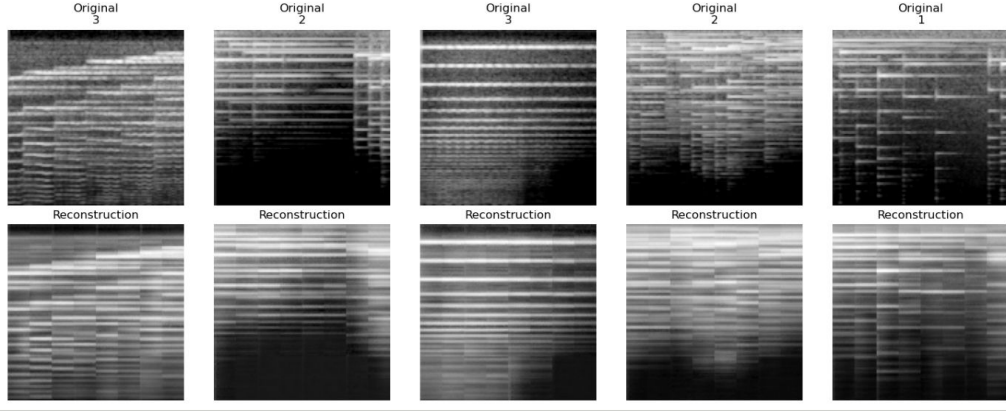 Original
3
Original
2
Original
3
Original
2
Original
1
Reconstruction
Reconstruction
Reconstruction
Reconstruction
Reconstruction